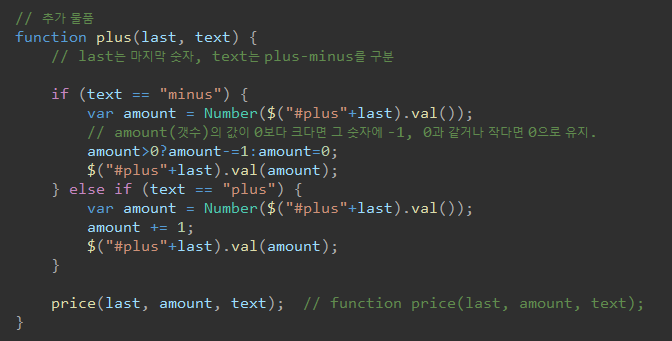 // 추가 물품
function plus(last, text) {
// last는 마지막 숫자, text는 plus-minus를 구분
if (text == "minus") {
var amount = Number($("#plus"+last).val());
// amount(갯수)의 값이 0보다 크다면 그 숫자에 -1, 0과 같거나 작다면 0으로 유지.
amount>0?amount-=1:amount=0;
$("#plus"+last).val(amount);
} else if (text == "plus") {
var amount = Number($("#plus"+last).val());
amount += 1;
$("#plus"+last).val(amount);
}
price(last, amount, text);  // function price(last, amount, text);
}